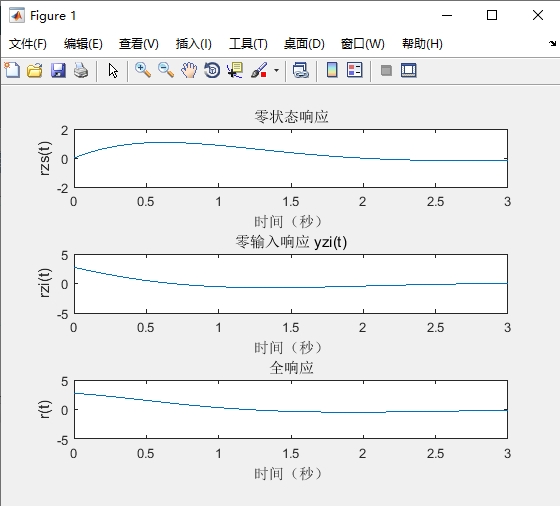 Figure 1
文件(F) 编辑(E) 查看(V) 插入(I) 工具(T) 桌面(D) 窗口(W) 帮助(H)
零状态响应
rzs(t)
2
0
-2
0 0.5 1 1.5 2 2.5 3
时间（秒）
零输入响应 yzi(t)
rzi(t)
5
0
-5
0 0.5 1 1.5 2 2.5 3
时间（秒）
全响应
r(t)
5
0
-5
0 0.5 1 1.5 2 2.5 3
时间（秒）